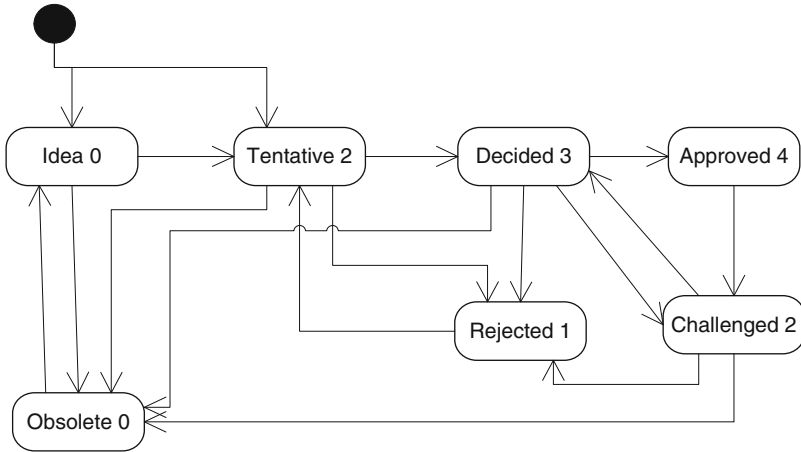 Idea 0
Tentative 2
Decided 3
Approved 4
Rejected 1
Challenged 2
Obsolete 0